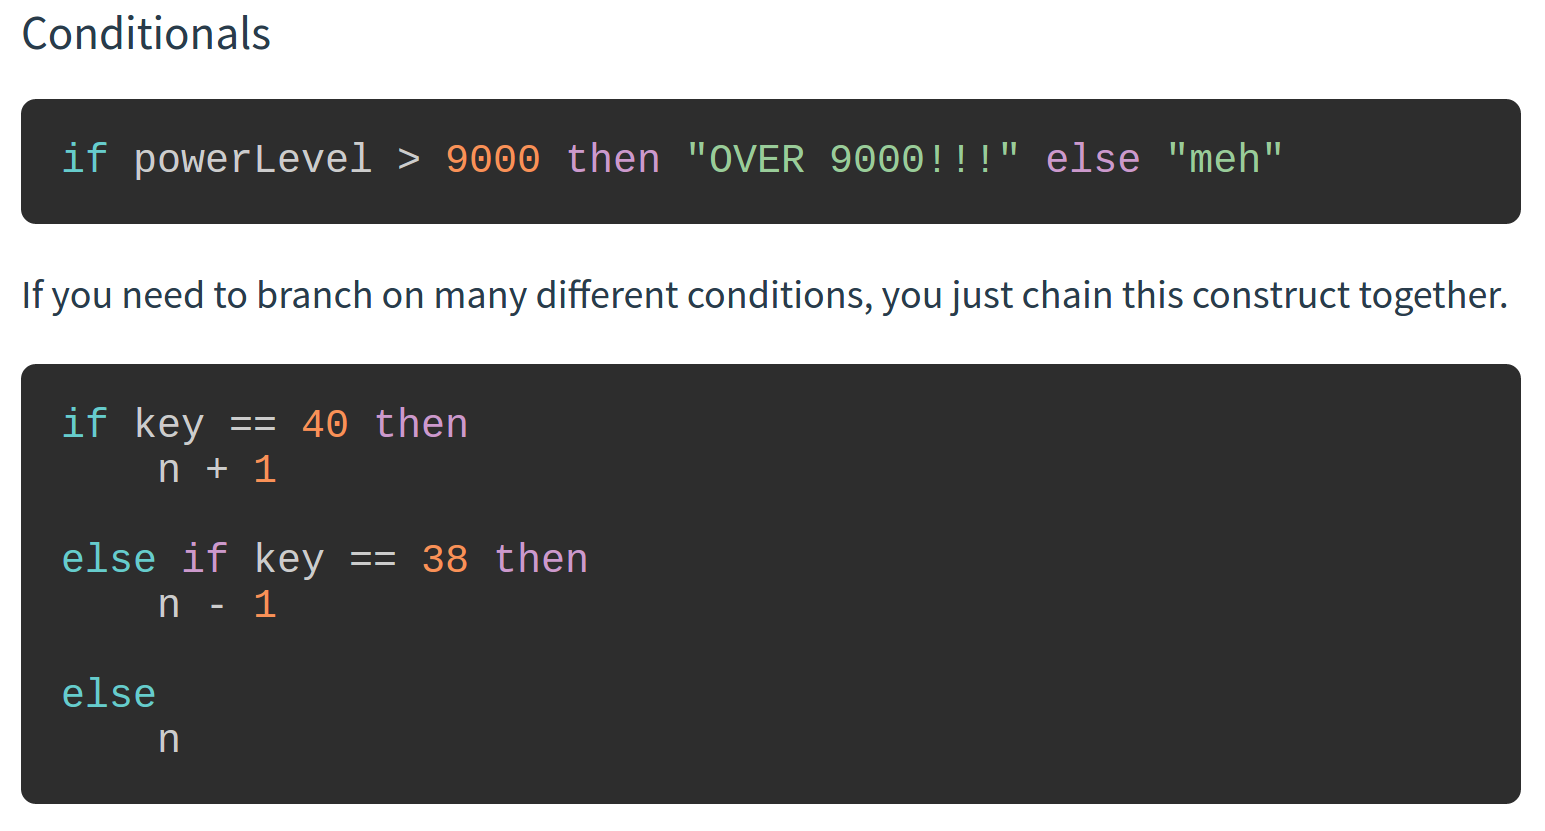 Conditionals
if powerLevel > 9000 then "OVER 9000!!!" else "meh"
If you need to branch on many different conditions, you just chain this construct together.
if key == 40 then
    n + 1
else if key == 38 then
    n - 1
else
    n